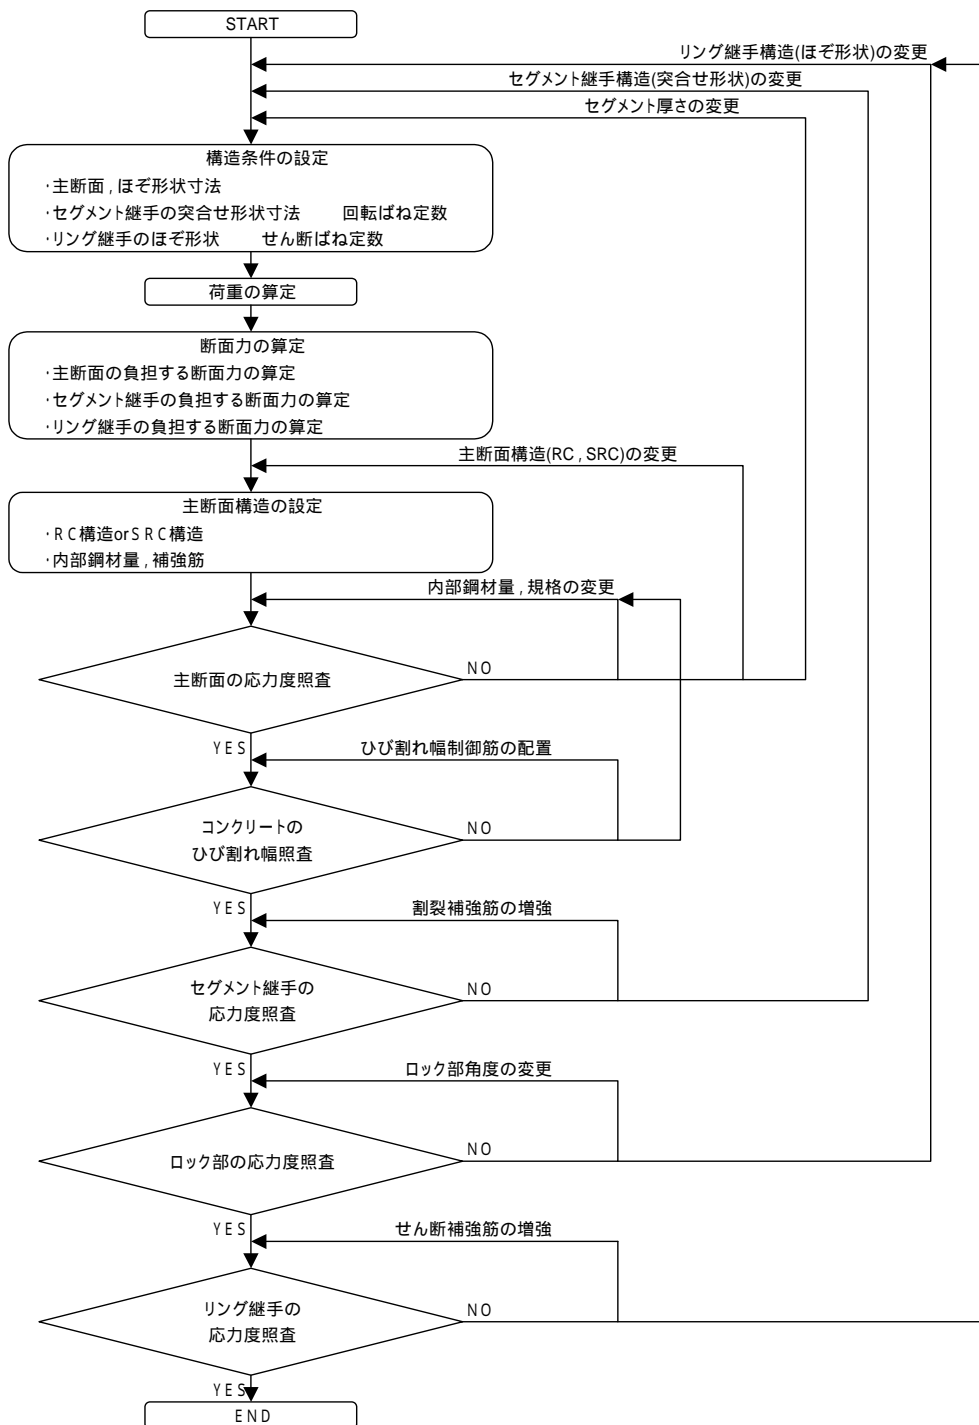 START
リング継手構造(ほぞ形状)の変更
セグメント継手構造(突合せ形状)の変更
セグメント厚さの変更
構造条件の設定
・主断面,ほぞ形状寸法
・セグメント継手の突合せ形状寸法 回転ばね定数
・リング継手のほぞ形状 せん断ばね定数
荷重の算定
断面力の算定
・主断面の負担する断面力の算定
・セグメント継手の負担する断面力の算定
・リング継手の負担する断面力の算定
主断面構造(RC,SRC)の変更
主断面構造の設定
・RC構造orSRC構造
・内部鋼材量,補強筋
内部鋼材量,規格の変更
主断面の応力度照査
NO
YES
ひび割れ幅制御筋の配置
コンクリートの
ひび割れ幅照査
NO
YES
割裂補強筋の増強
セグメント継手の
応力度照査
NO
YES
ロック部角度の変更
ロック部の応力度照査
NO
YES
せん断補強筋の増強
リング継手の
応力度照査
NO
YES
END